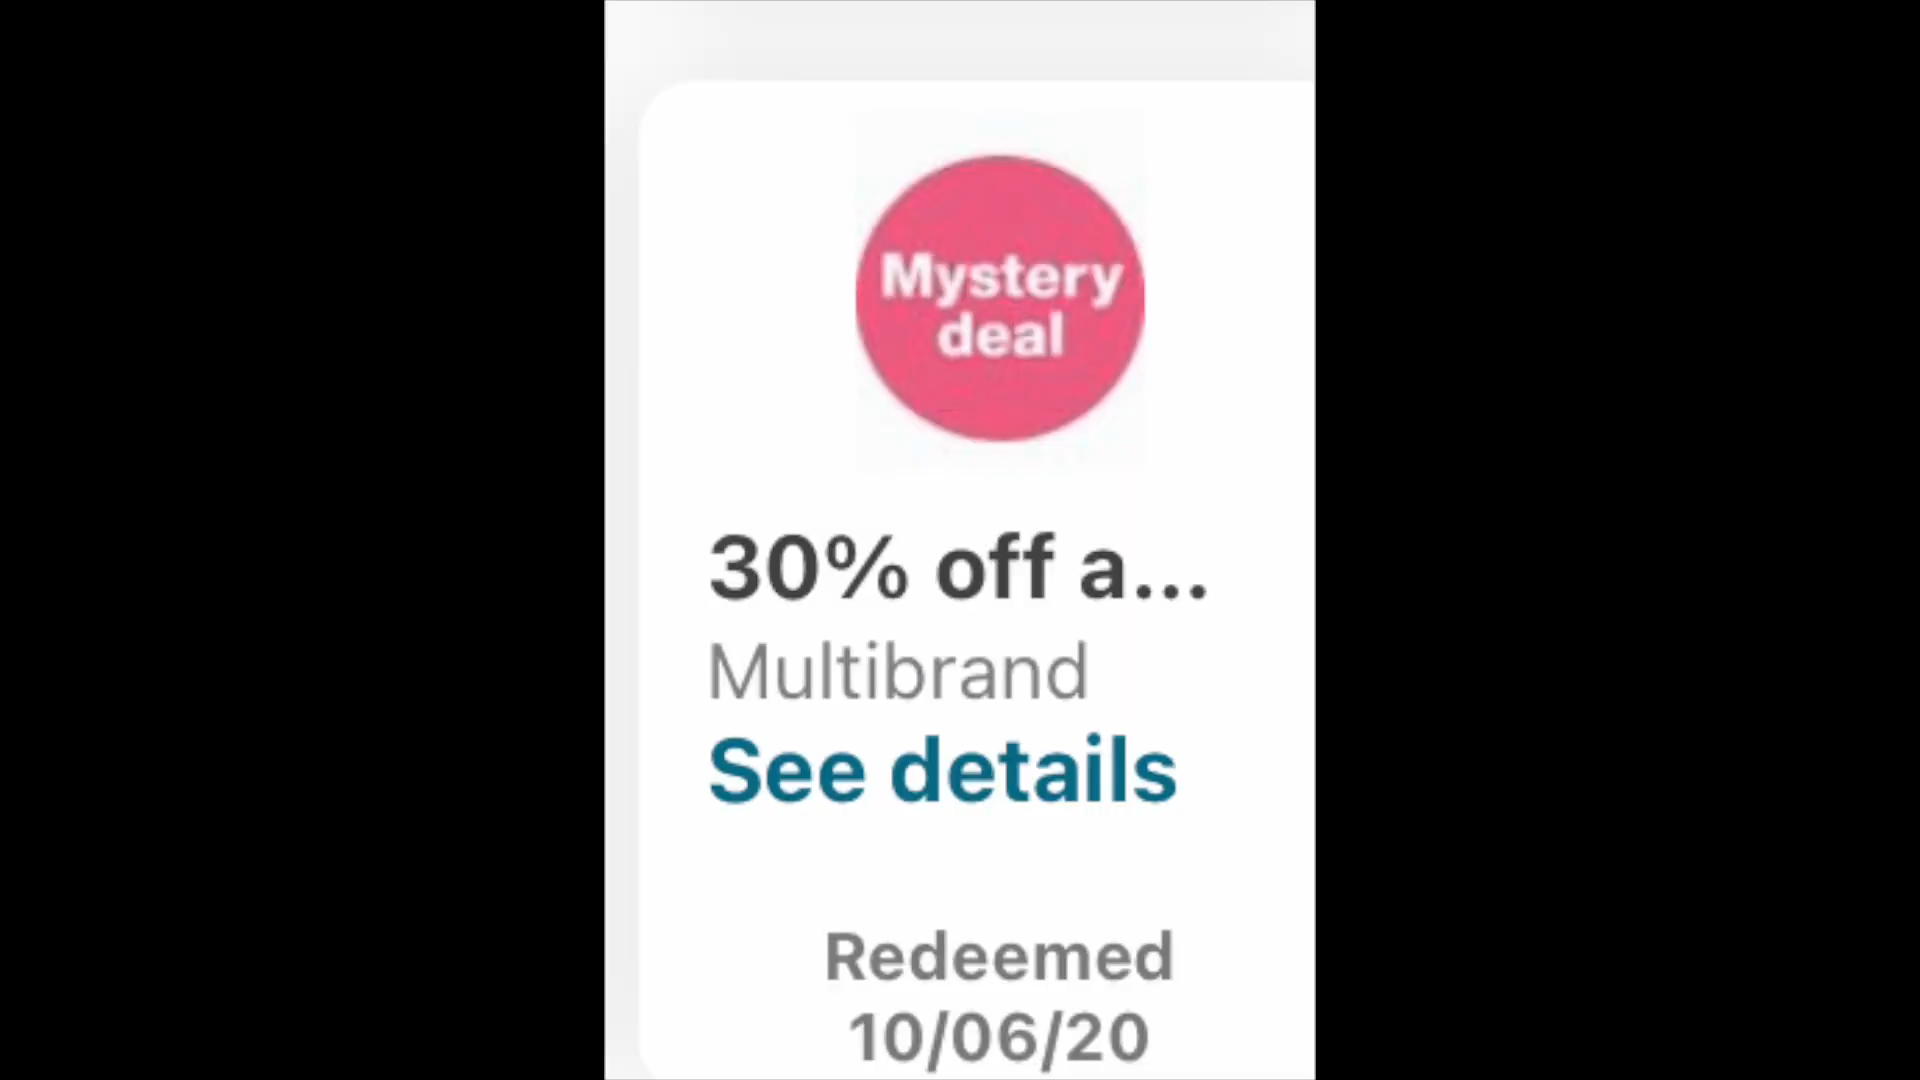 Mystery
deal
30% off a...
Multibrand
See details
Redeemed
10/06/20